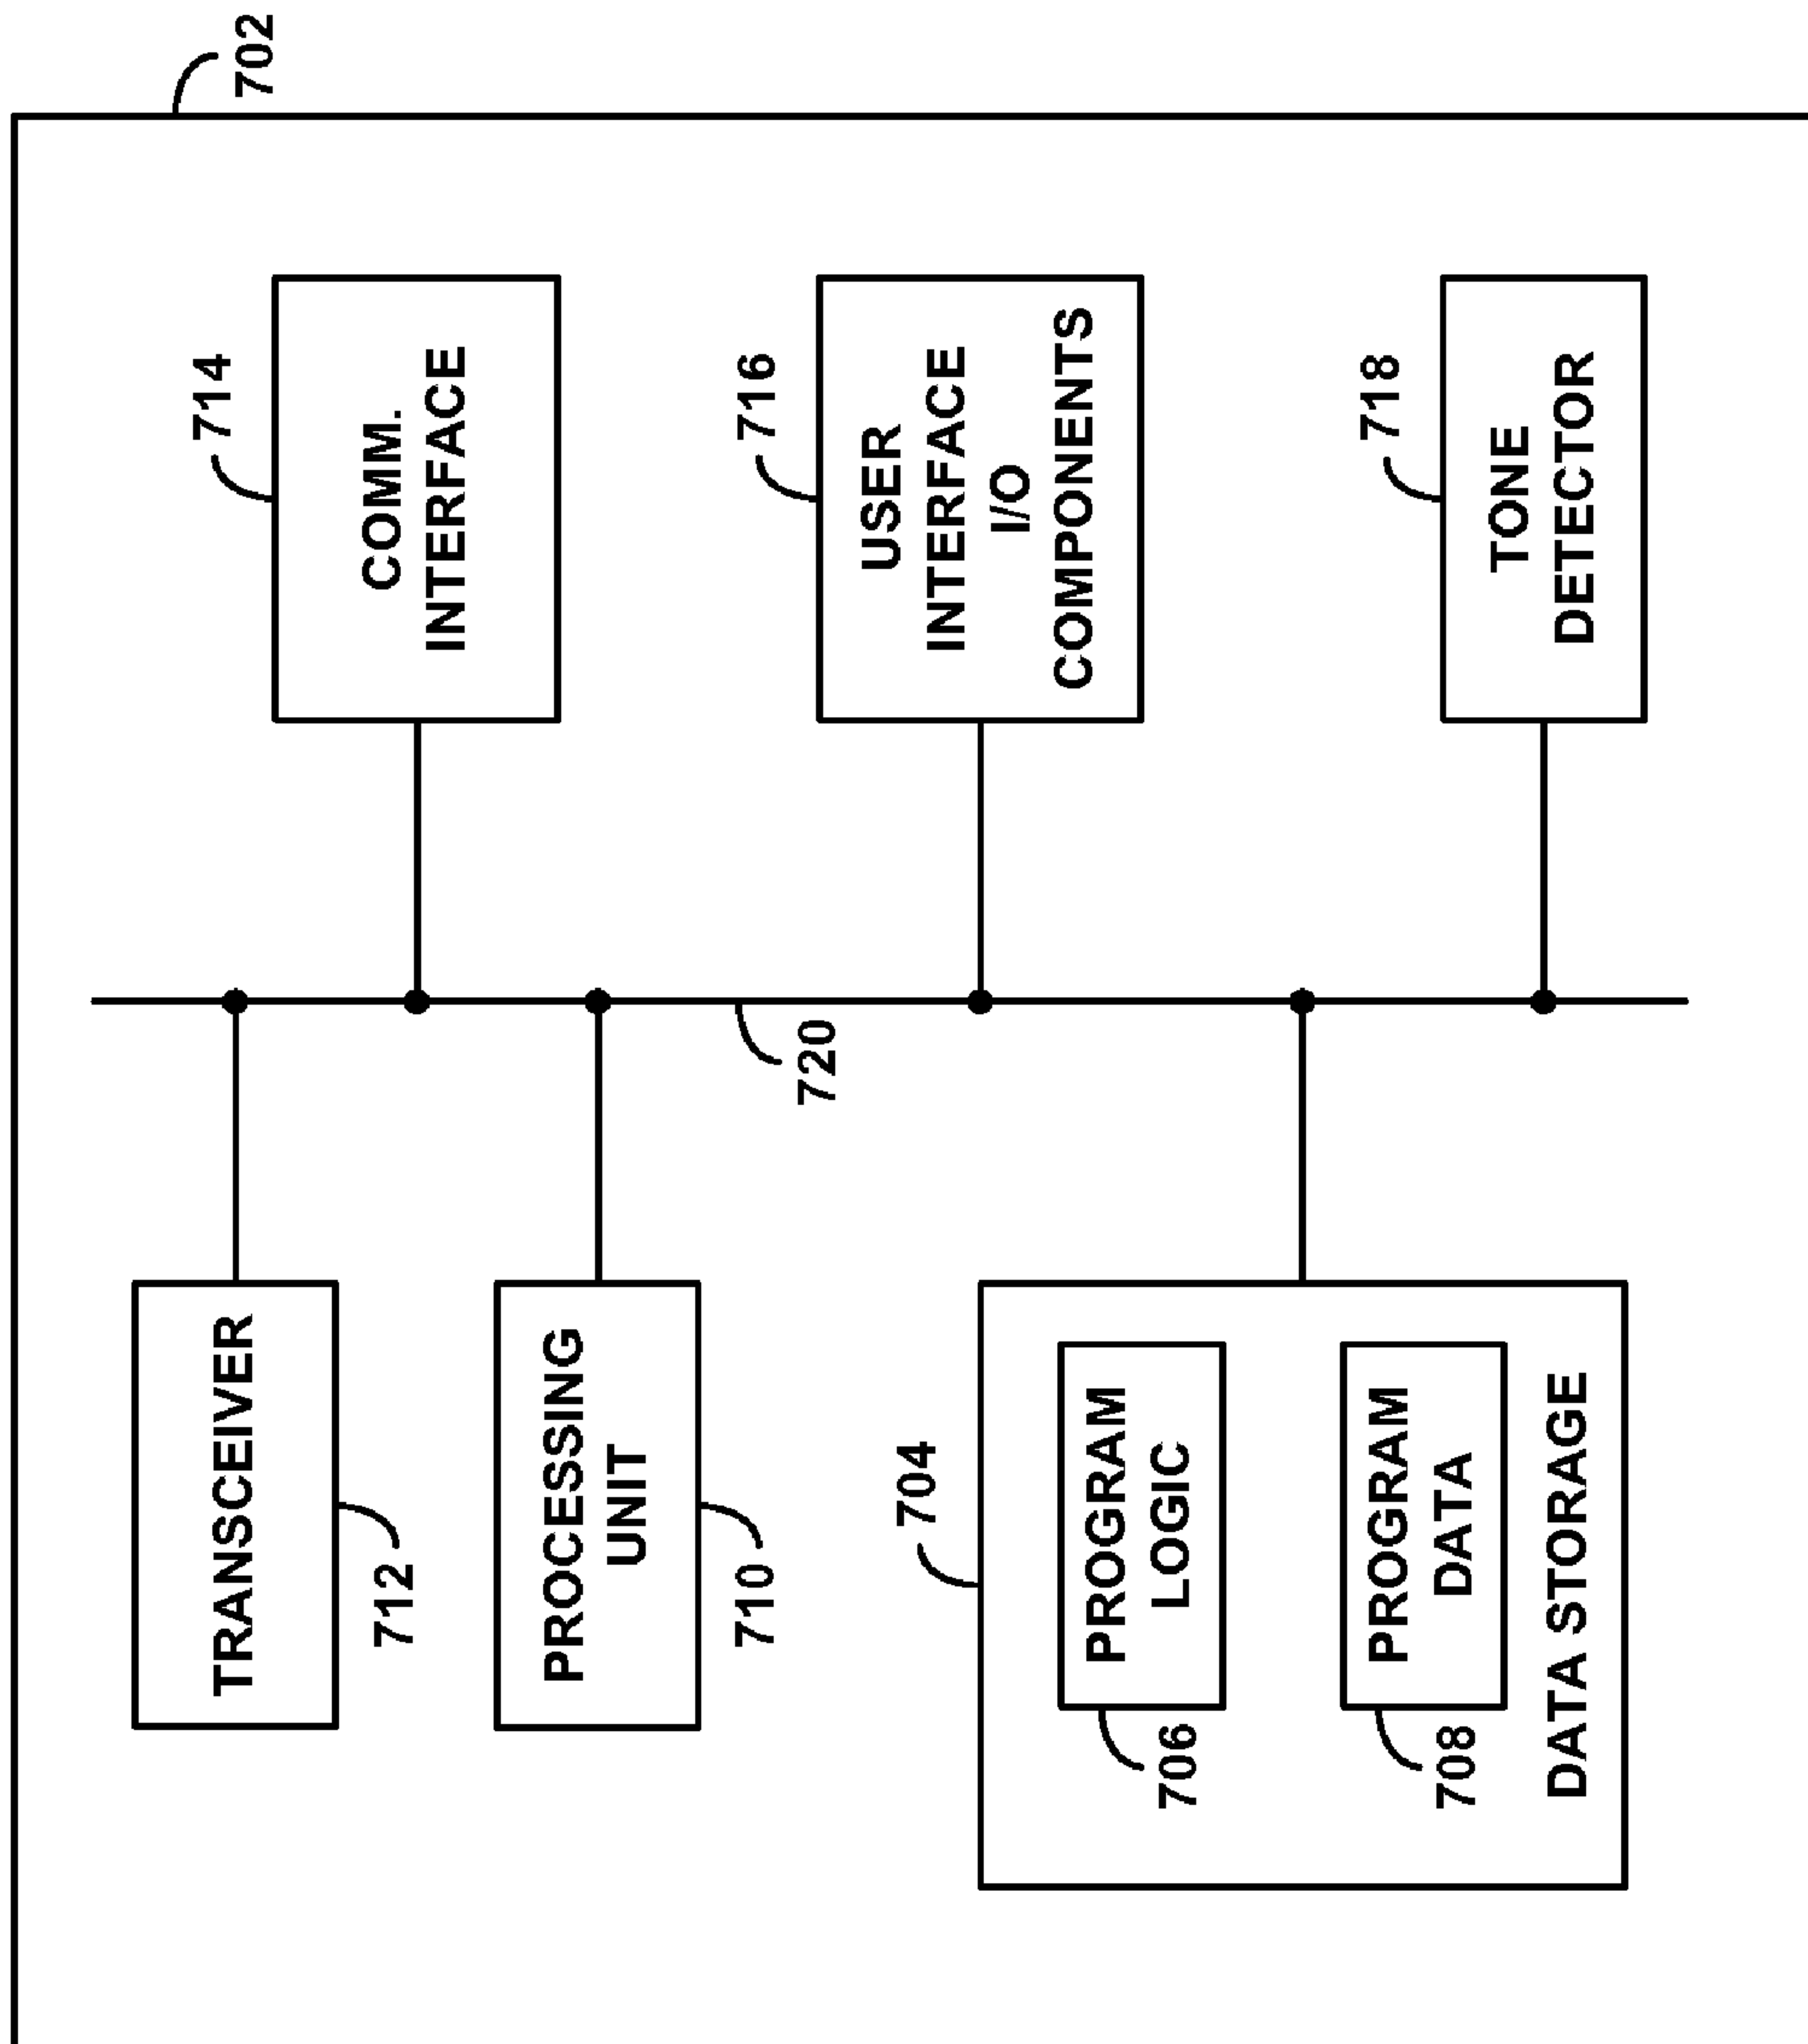 702
714
COMM.
INTERFACE
716
USER
INTERFACE
I/O
COMPONENTS
718
TONE
DETECTOR
720
TRANSCEIVER
712
PROCESSING
UNIT
710
704
PROGRAM
LOGIC
706
PROGRAM
DATA
708
DATA STORAGE